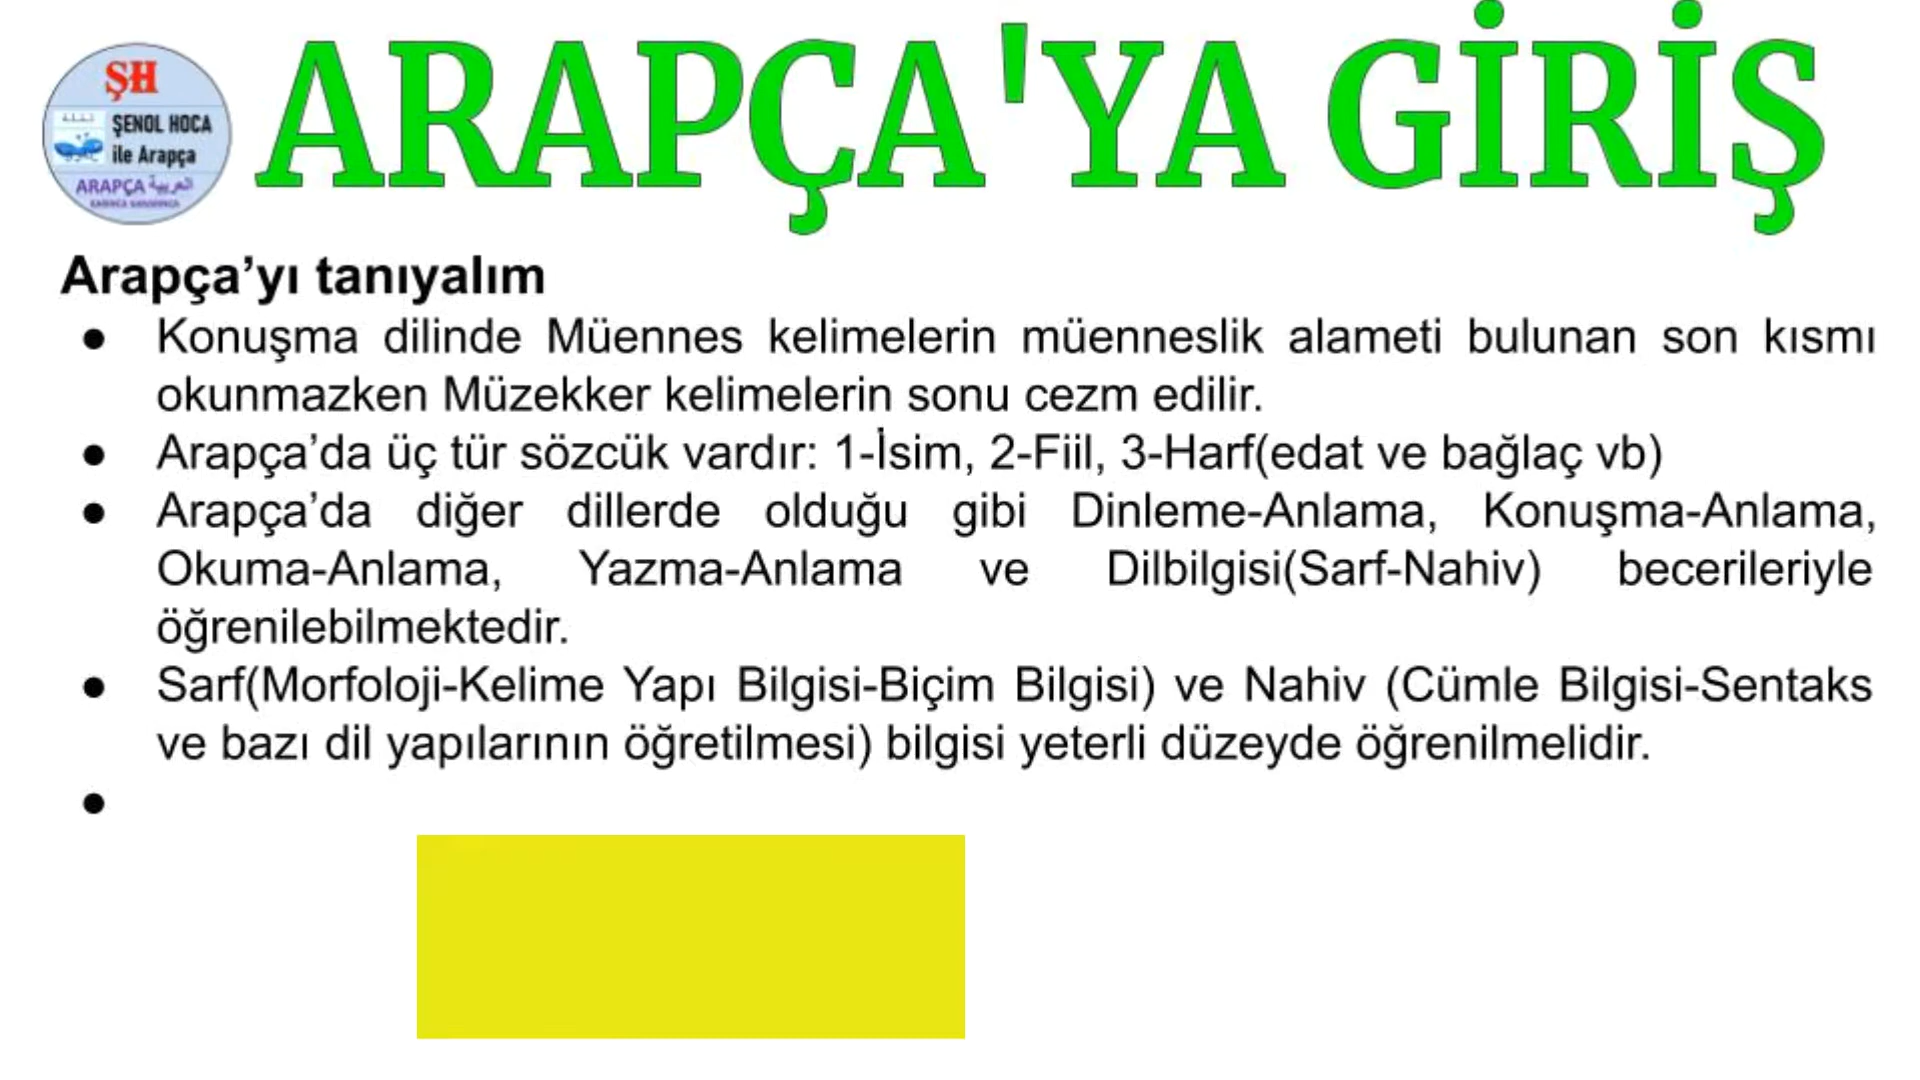 ŞH
ŞENOL HOCA
ile Arapça
ARAPÇA العربية
ARAPÇA'YA GİRİŞ
Arapça’yı tanıyalım
● Konuşma dilinde Müennes kelimelerin müenneslik alameti bulunan son kısmı
okunmazken Müzekker kelimelerin sonu cezm edilir.
● Arapça’da üç tür sözcük vardır: 1-İsim, 2-Fiil, 3-Harf(edat ve bağlaç vb)
● Arapça’da diğer dillerde olduğu gibi Dinleme-Anlama, Konuşma-Anlama,
Okuma-Anlama, Yazma-Anlama ve Dilbilgisi(Sarf-Nahiv) becerileriyle
öğrenilebilmektedir.
● Sarf(Morfoloji-Kelime Yapı Bilgisi-Biçim Bilgisi) ve Nahiv (Cümle Bilgisi-Sentaks
ve bazı dil yapılarının öğretilmesi) bilgisi yeterli düzeyde öğrenilmelidir.
●